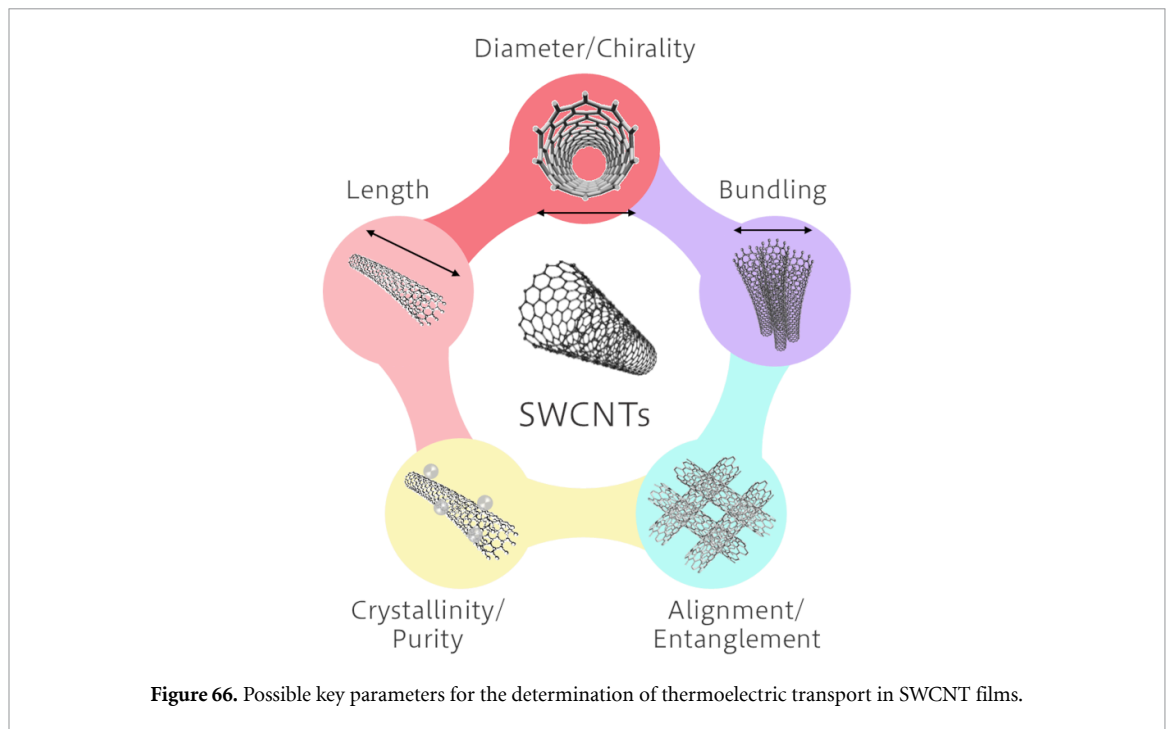 Diameter/Chirality
Length
Bundling
SWCNTs
Crystallinity/
Purity
Alignment/
Entanglement
Figure 66. Possible key parameters for the determination of thermoelectric transport in SWCNT films.